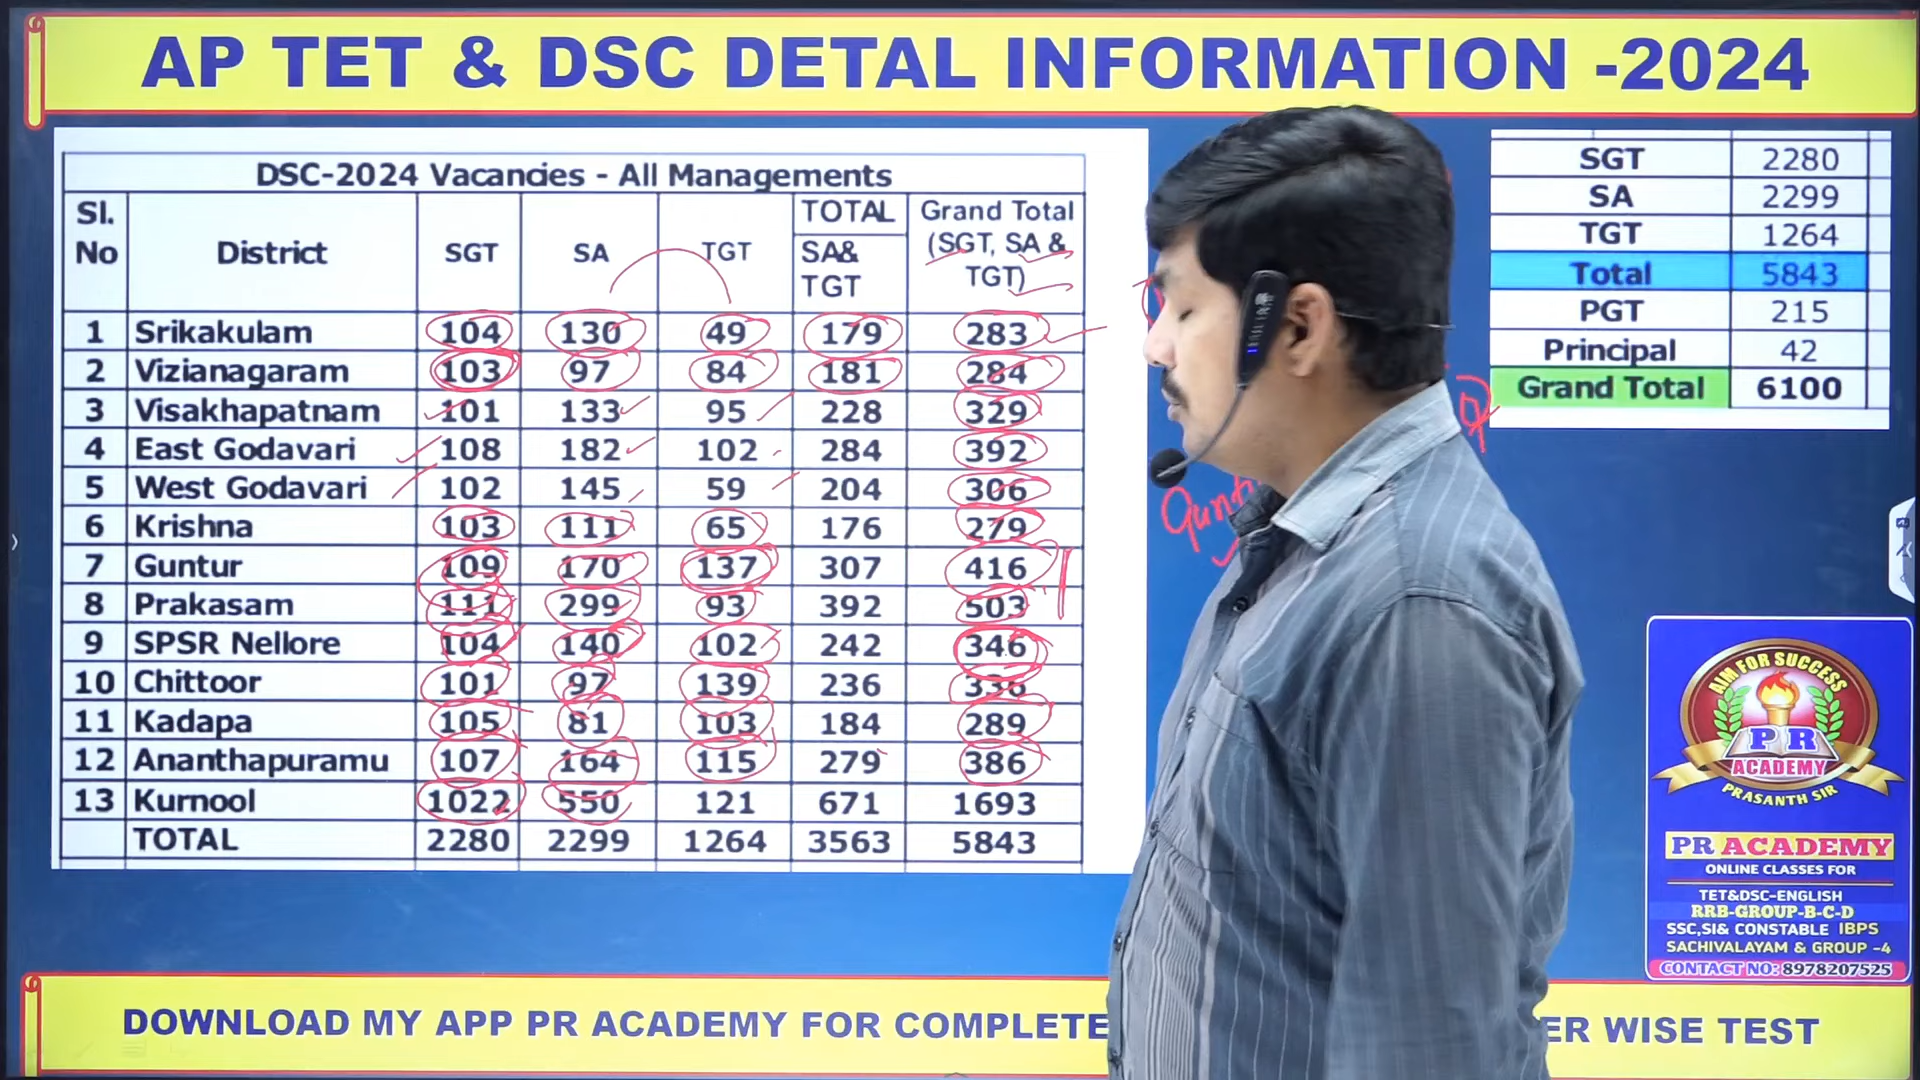 AP TET & DSC DETAL INFORMATION -2024
DSC-2024 Vacancies - All Managements
Sl. No District SGT SA TGT TOTAL SA& TGT Grand Total (SGT, SA & TGT)
1 Srikakulam 104 130 49 179 283
2 Vizianagaram 103 97 84 181 284
3 Visakhapatnam 101 133 95 228 329
4 East Godavari 108 182 102 284 392
5 West Godavari 102 145 59 204 306
6 Krishna 103 111 65 176 279
7 Guntur 109 170 137 307 416
8 Prakasam 111 299 93 392 503
9 SPSR Nellore 104 140 102 242 346
10 Chittoor 101 97 139 236
11 Kadapa 105 81 103 184 289
12 Ananthapuramu 107 164 115 279 386
13 Kurnool 1022 550 121 671 1693
TOTAL 2280 2299 1264 3563 5843
SGT 2280
SA 2299
TGT 1264
Total 5843
PGT 215
Principal 42
Grand Total 6100
AIM FOR SUCCESS
PR
ACADEMY
PRASANTH SIR
PR ACADEMY
ONLINE CLASSES FOR
TET&DSC-ENGLISH
RRB-GROUP-B-C-D
SSC,SI& CONSTABLE IBPS
SACHIVALAYAM & GROUP -4
CONTACT NO: 8978207525
DOWNLOAD MY APP PR ACADEMY FOR COMPLETE
ER WISE TEST